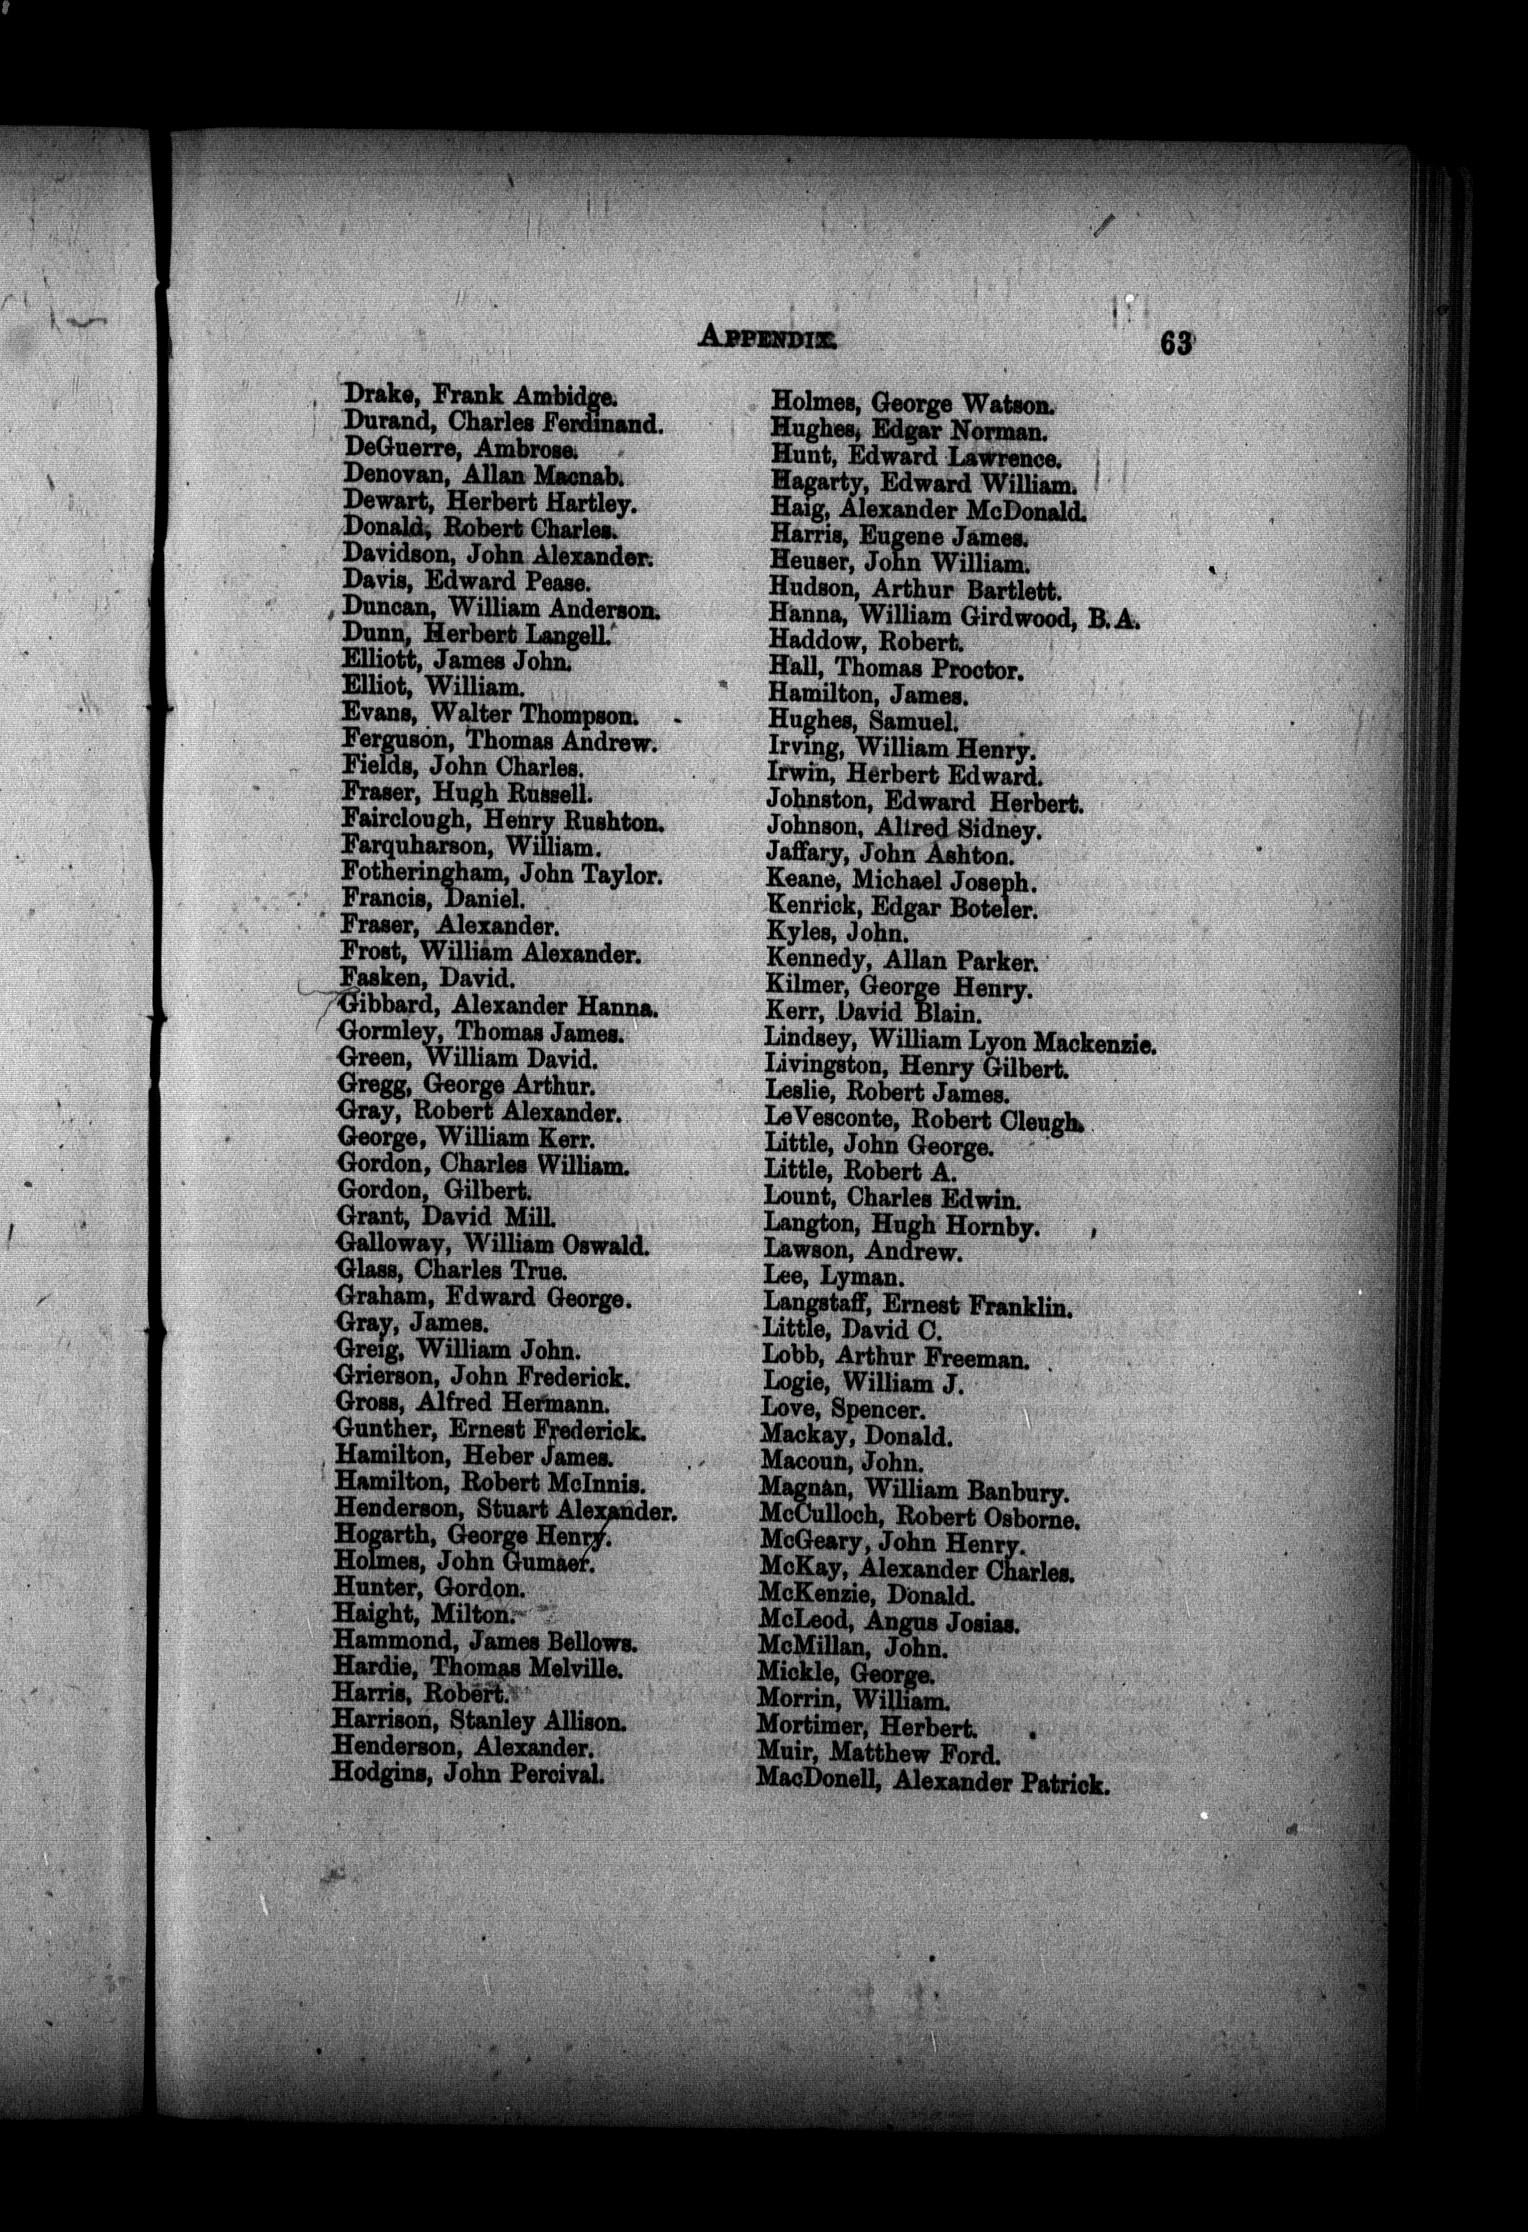 APPENDIX.
63
Drake, Frank Ambidge.
Durand, Charles Ferdinand.
DeGuerre, Ambrose.
Denovan, Allan Macnab.
Dewart, Herbert Hartley.
Donald, Robert Charles.
Davidson, John Alexander.
Davis, Edward Pease.
Duncan, William Anderson.
Dunn, Herbert Langell.
Elliott, James John.
Elliot, William.
Evans, Walter Thompson.
Ferguson, Thomas Andrew.
Fields, John Charles.
Fraser, Hugh Russell.
Fairclough, Henry Rushton.
Farquharson, William.
Fotheringham, John Taylor.
Francis, Daniel.
Fraser, Alexander.
Frost, William Alexander.
Fasken, David.
Gibbard, Alexander Hanna.
Gormley, Thomas James.
Green, William David.
Gregg, George Arthur.
Gray, Robert Alexander.
George, William Kerr.
Gordon, Charles William.
Gordon, Gilbert.
Grant, David Mill.
Galloway, William Oswald.
Glass, Charles True.
Graham, Edward George.
Gray, James.
Greig, William John.
Grierson, John Frederick.
Gross, Alfred Hermann.
Gunther, Ernest Frederick.
Hamilton, Heber James.
Hamilton, Robert McInnis.
Henderson, Stuart Alexander.
Hogarth, George Henry.
Holmes, John Gumaer.
Hunter, Gordon.
Haight, Milton.
Hammond, James Bellows.
Hardie, Thomas Melville.
Harris, Robert.
Harrison, Stanley Allison.
Henderson, Alexander.
Hodgins, John Percival.
Holmes, George Watson.
Hughes, Edgar Norman.
Hunt, Edward Lawrence.
Hagarty, Edward William.
Haig, Alexander McDonald.
Harris, Eugene James.
Heuser, John William.
Hudson, Arthur Bartlett.
Hanna, William Girdwood, B.A.
Haddow, Robert.
Hall, Thomas Proctor.
Hamilton, James.
Hughes, Samuel.
Irving, William Henry.
Irwin, Herbert Edward.
Johnston, Edward Herbert.
Johnson, Alfred Sidney.
Jaffary, John Ashton.
Keane, Michael Joseph.
Kenrick, Edgar Boteler.
Kyles, John.
Kennedy, Allan Parker.
Kilmer, George Henry.
Kerr, David Blain.
Lindsey, William Lyon Mackenzie.
Livingston, Henry Gilbert.
Leslie, Robert James.
LeVesconte, Robert Cleugh.
Little, John George.
Little, Robert A.
Lount, Charles Edwin.
Langton, Hugh Hornby.
Lawson, Andrew.
Lee, Lyman.
Langstaff, Ernest Franklin.
Little, David C.
Lobb, Arthur Freeman.
Logie, William J.
Love, Spencer.
Mackay, Donald.
Macoun, John.
Magnan, William Banbury.
McCulloch, Robert Osborne.
McGeary, John Henry.
McKay, Alexander Charles.
McKenzie, Donald.
McLeod, Angus Josias.
McMillan, John.
Mickle, George.
Morrin, William.
Mortimer, Herbert.
Muir, Matthew Ford.
MacDonell, Alexander Patrick.